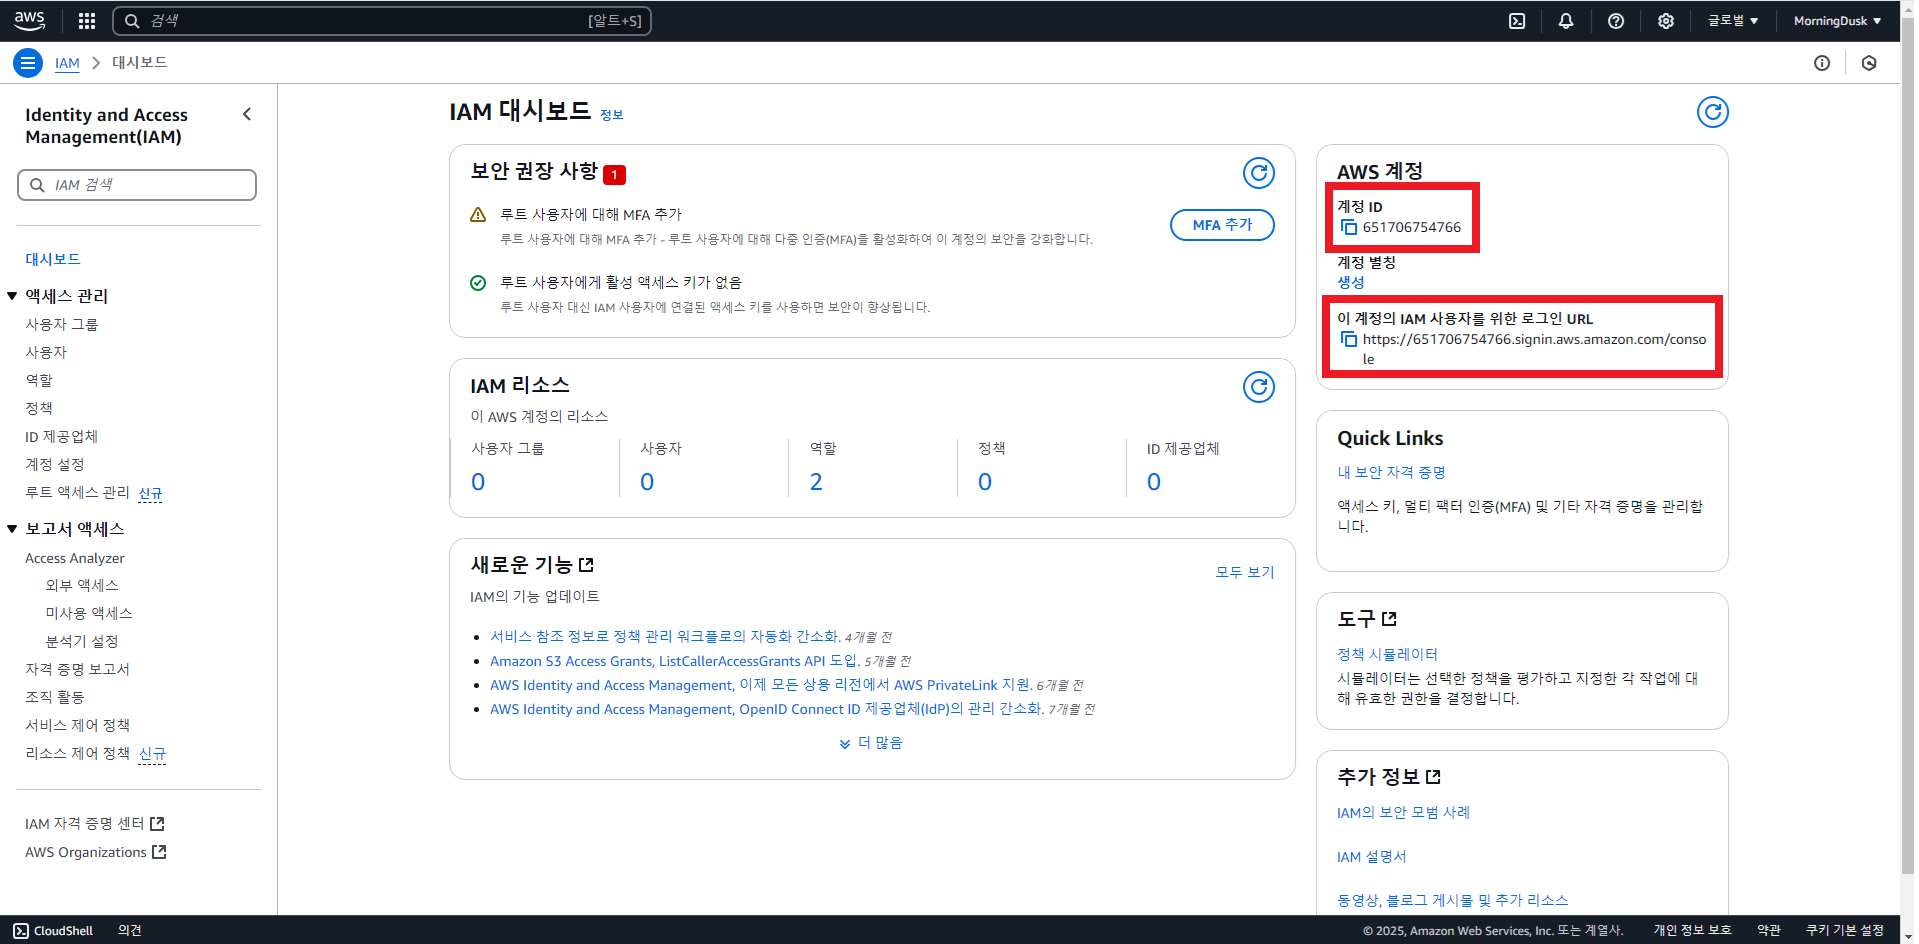 aws
검색
[알트+S]
글로벌
MorningDusk
IAM
대시보드
Identity and Access
Management(IAM)
IAM 검색
대시보드
액세스 관리
사용자 그룹
사용자
역할
정책
ID 제공업체
계정 설정
루트 액세스 관리 신규
보고서 액세스
Access Analyzer
외부 액세스
미사용 액세스
분석기 설정
자격 증명 보고서
조직 활동
서비스 제어 정책
리소스 제어 정책 신규
IAM 자격 증명 센터
AWS Organizations
IAM 대시보드 정보
보안 권장 사항 1
루트 사용자에 대해 MFA 추가
루트 사용자에 대해 MFA 추가 - 루트 사용자에 대해 다중 인증(MFA)을 활성화하여 이 계정의 보안을 강화합니다.
MFA 추가
루트 사용자에게 활성 액세스 키가 없음
루트 사용자 대신 IAM 사용자에 연결된 액세스 키를 사용하면 보안이 향상됩니다.
IAM 리소스
이 AWS 계정의 리소스
사용자 그룹
0
사용자
0
역할
2
정책
0
ID 제공업체
0
새로운 기능
모두 보기
IAM의 기능 업데이트
서비스 참조 정보로 정책 관리 워크플로의 자동화 간소화. 4개월 전
Amazon S3 Access Grants, ListCallerAccessGrants API 도입. 5개월 전
AWS Identity and Access Management, 이제 모든 상용 리전에서 AWS PrivateLink 지원. 6개월 전
AWS Identity and Access Management, OpenID Connect ID 제공업체(IdP)의 관리 간소화. 7개월 전
더 많음
AWS 계정
계정 ID
651706754766
계정 별칭
생성
이 계정의 IAM 사용자를 위한 로그인 URL
https://651706754766.signin.aws.amazon.com/conso
le
Quick Links
내 보안 자격 증명
액세스 키, 멀티 팩터 인증(MFA) 및 기타 자격 증명을 관리합
니다.
도구
정책 시뮬레이터
시뮬레이터는 선택한 정책을 평가하고 지정한 각 작업에 대
해 유효한 권한을 결정합니다.
추가 정보
IAM의 보안 모범 사례
IAM 설명서
동영상, 블로그 게시물 및 추가 리소스
CloudShell
의견
© 2025, Amazon Web Services, Inc. 또는 계열사.
개인 정보 보호
약관
쿠키 기본 설정